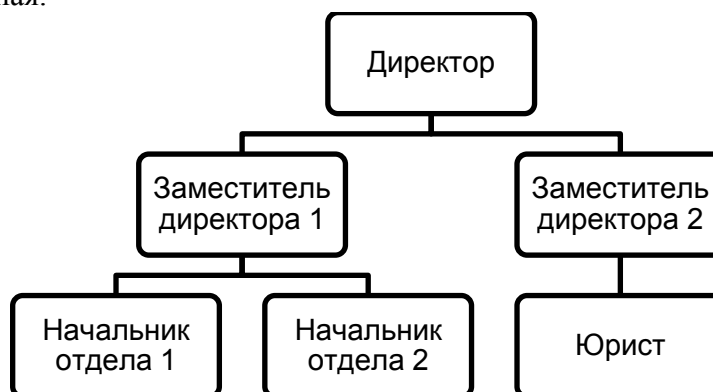 Директор
Заместитель
директора 1
Заместитель
директора 2
Начальник
отдела 1
Начальник
отдела 2
Юрист